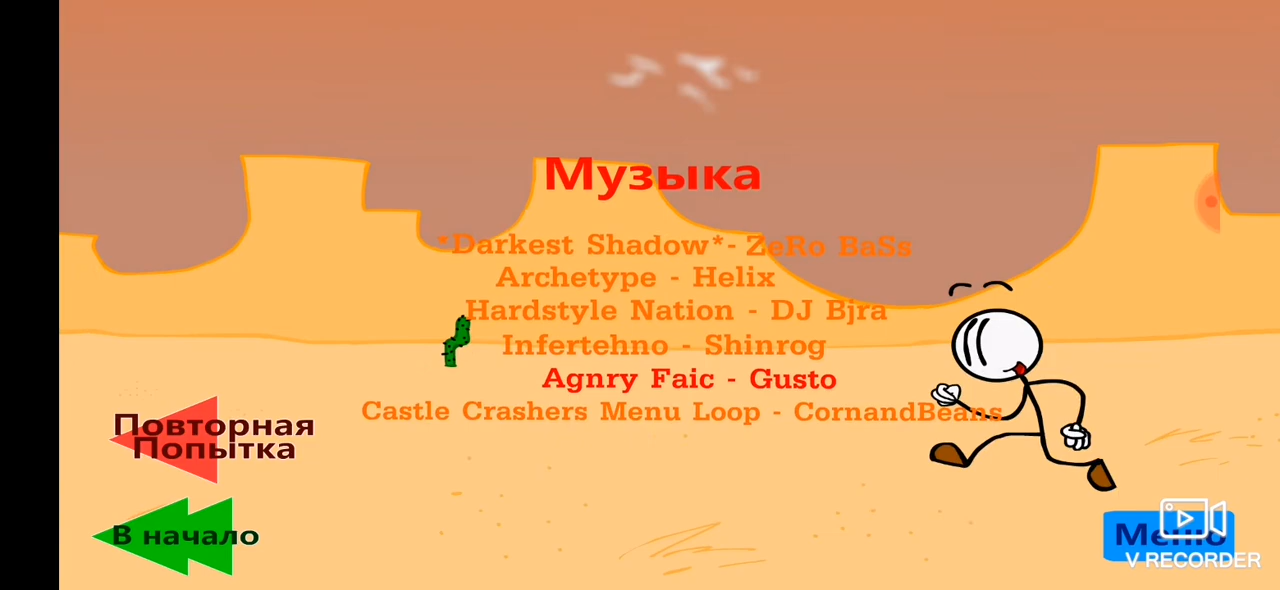 Музыка
*Darkest Shadow*- ZeRo BaSs
Archetype - Helix
Hardstyle Nation - DJ Bjra
Infertehno - Shinrog
Agnry Faic - Gusto
Castle Crashers Menu Loop - CornandBeans
Повторная
Попытка
В начало
Меню
V RECORDER